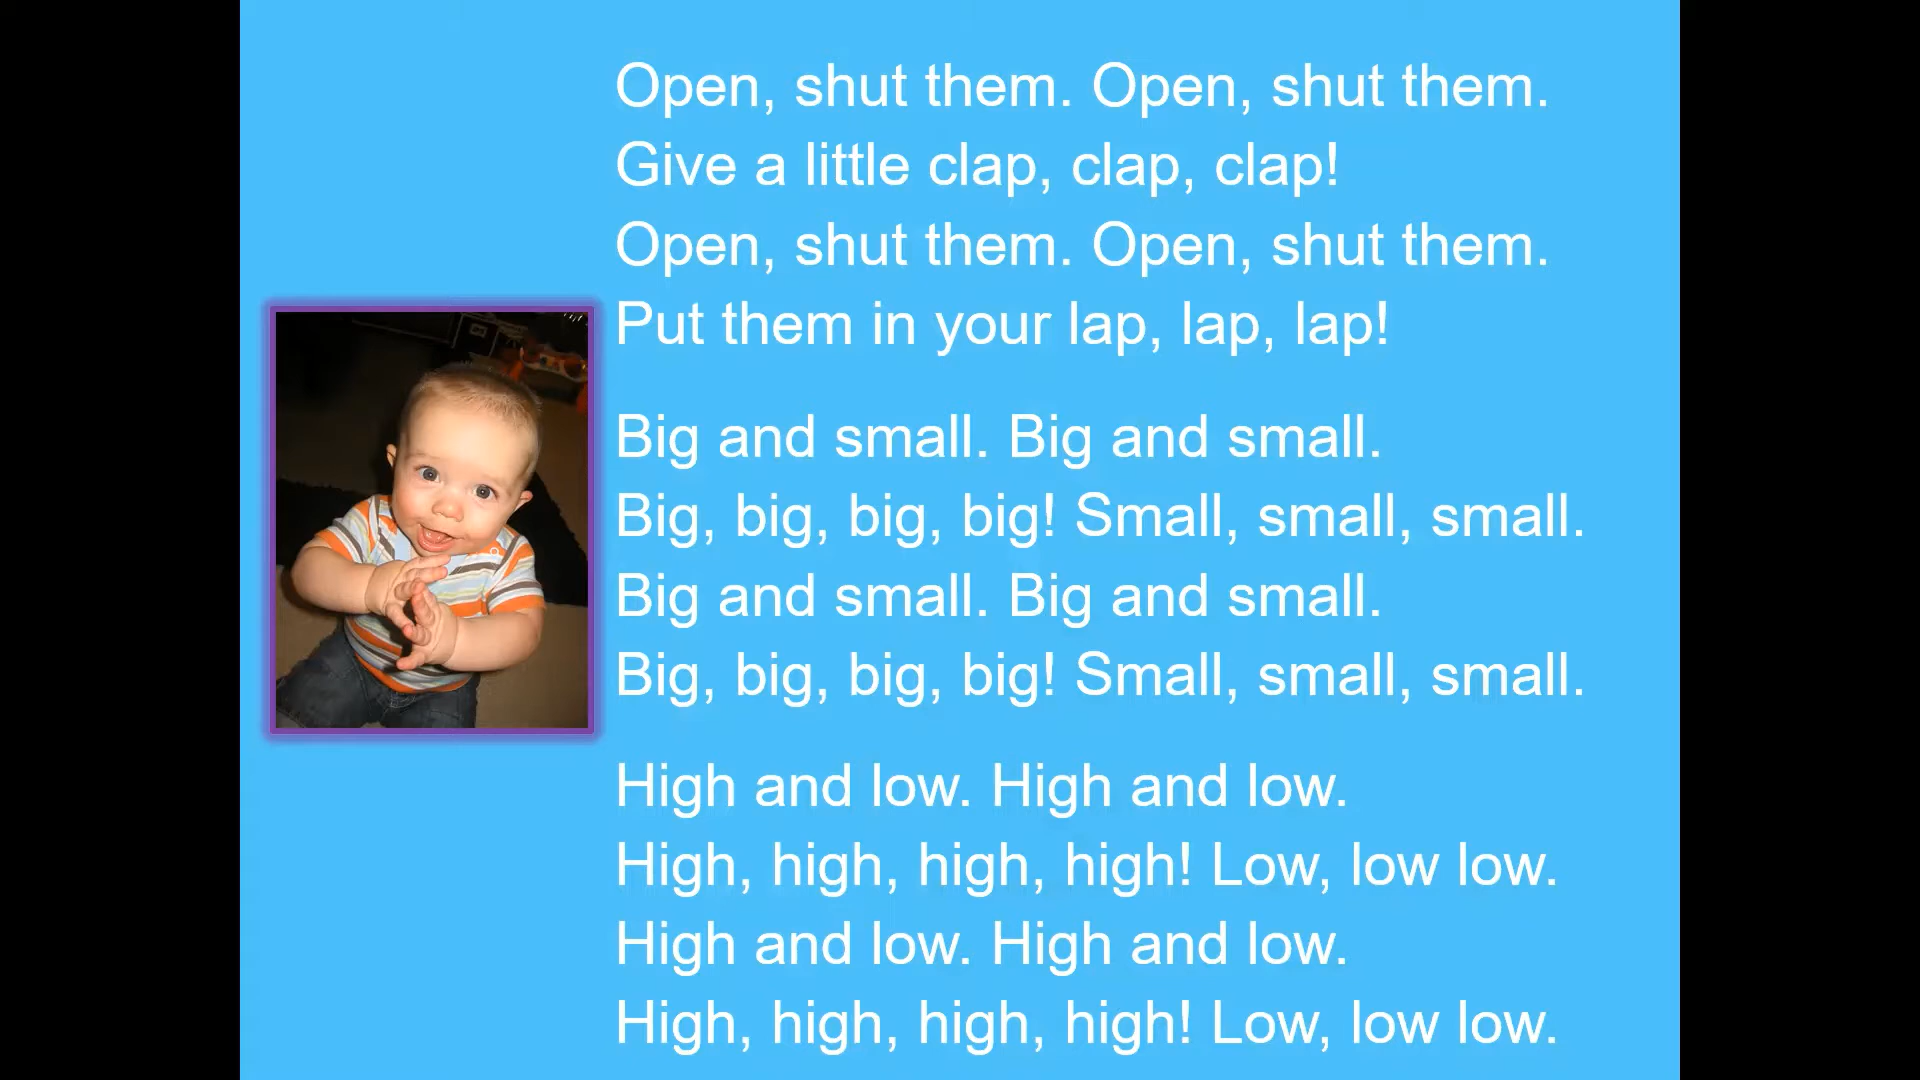 Open, shut them. Open, shut them.
Give a little clap, clap, clap!
Open, shut them. Open, shut them.
Put them in your lap, lap, lap!
Big and small. Big and small.
Big, big, big, big! Small, small, small.
Big and small. Big and small.
Big, big, big, big! Small, small, small.
High and low. High and low.
High, high, high, high! Low, low low.
High and low. High and low.
High, high, high, high! Low, low low.